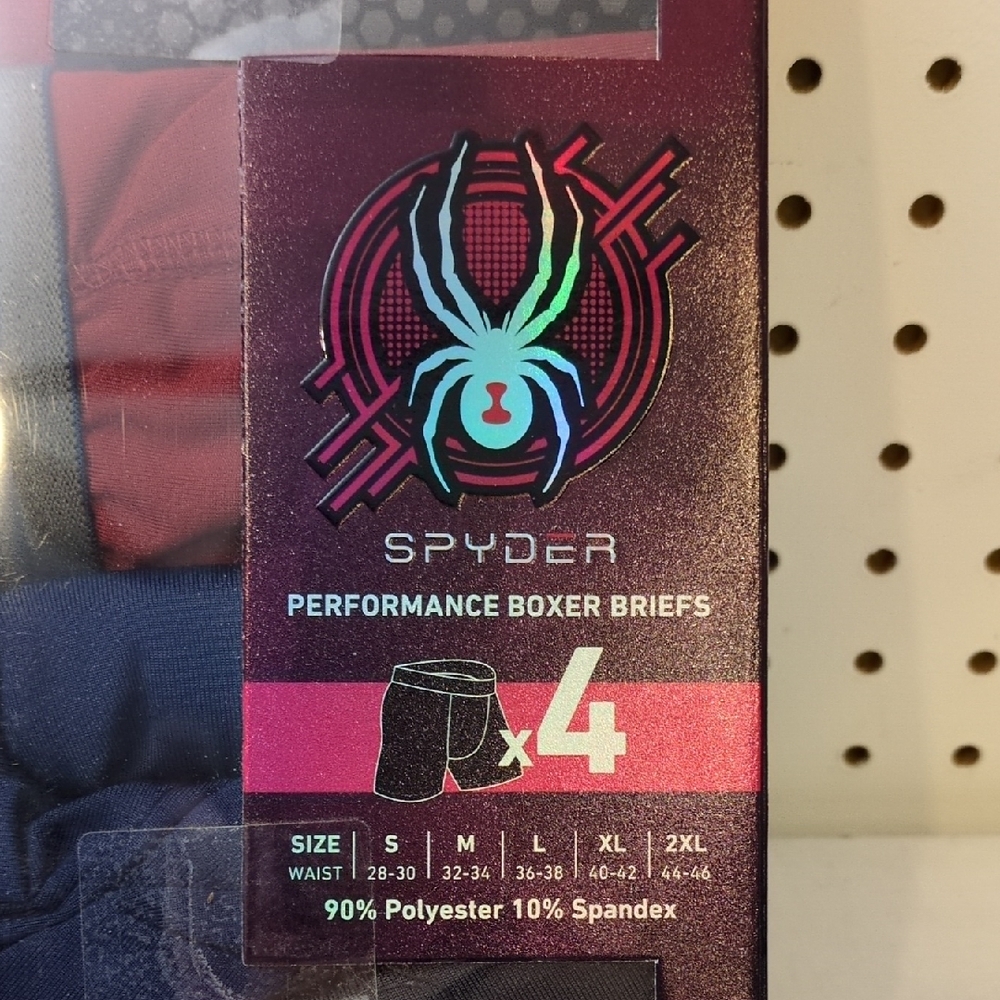 SPYDER
PERFORMANCE BOXER BRIEFS
x4
SIZE S M L XL 2XL
WAIST 28-30 32-34 36-38 40-42 44-46
90% Polyester 10% Spandex